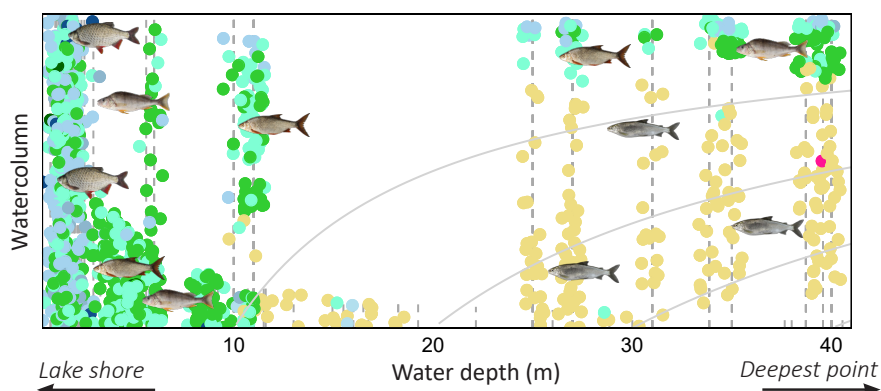 Watercolumn
10
20
30
40
Lake shore
Water depth (m)
Deepest point